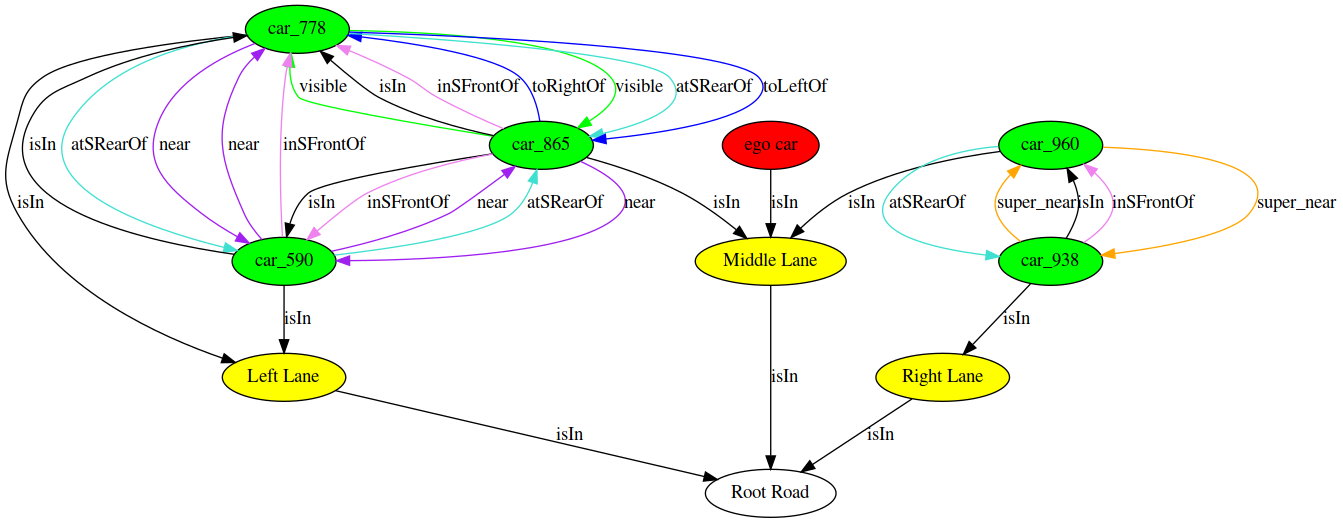 car_778
visible
isIn
inSFrontOf
toRightOf
visible
atSRearOf
toLeftOf
isIn
atSRearOf
near
near
inSFrontOf
car_865
ego car
car_960
isIn
isIn
inSFrontOf
near
atSRearOf
near
isIn
isIn
isIn
atSRearOf
super_near
isIn
inSFrontOf
super_near
car_590
Middle Lane
car_938
isIn
isIn
Left Lane
isIn
Right Lane
isIn
isIn
Root Road